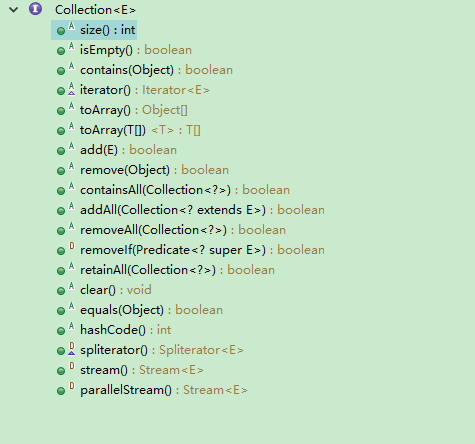 Collection<E>
size() : int
isEmpty() : boolean
contains(Object) : boolean
iterator() : Iterator<E>
toArray() : Object[]
toArray(T[]) <T> : T[]
add(E) : boolean
remove(Object) : boolean
containsAll(Collection<?>) : boolean
addAll(Collection<? extends E>) : boolean
removeAll(Collection<?>) : boolean
removeIf(Predicate<? super E>) : boolean
retainAll(Collection<?>) : boolean
clear() : void
equals(Object) : boolean
hashCode() : int
spliterator() : Spliterator<E>
stream() : Stream<E>
parallelStream() : Stream<E>